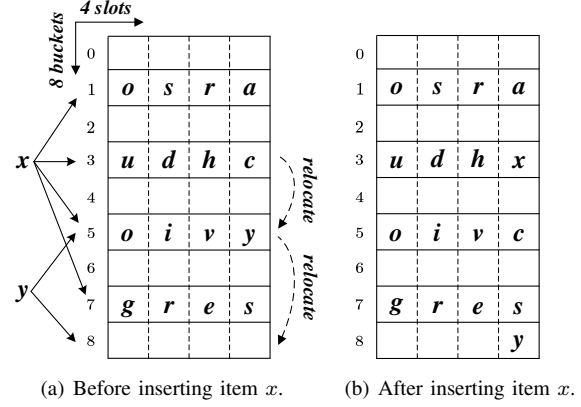 4 slots
8 buckets
0
1 o s r a
2
x 3 u d h c
4
5 o i v y
6
y 7 g r e s
8
relocate
relocate
(a) Before inserting item x.
0
1 o s r a
2
3 u d h x
4
5 o i v c
6
7 g r e s
8 y
(b) After inserting item x.